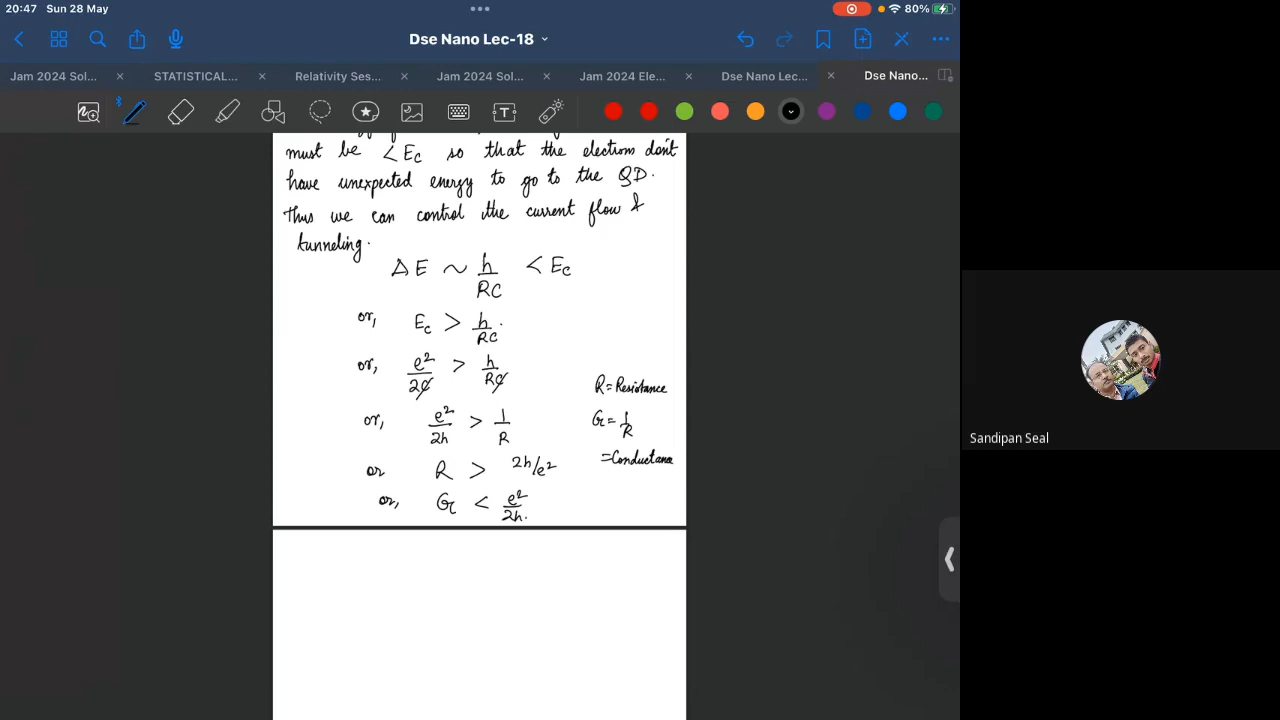 20:47 Sun 28 May
80%
Dse Nano Lec-18
Jam 2024 Sol...
STATISTICAL...
Relativity Ses...
Jam 2024 Sol...
Jam 2024 Ele...
Dse Nano Lec...
Dse Nano...
must be < Ec so that the electrons don't
have unexpected energy to go to the QD.
Thus we can control the current flow &
tunneling.
ΔE ~ h/RC < Ec
or, Ec > h/RC.
or, e²/2C > h/RC
R = Resistance
or, e²/2h > 1/R
G = 1/R
= Conductance
or R > 2h/e²
or, G < e²/2h.
Sandipan Seal